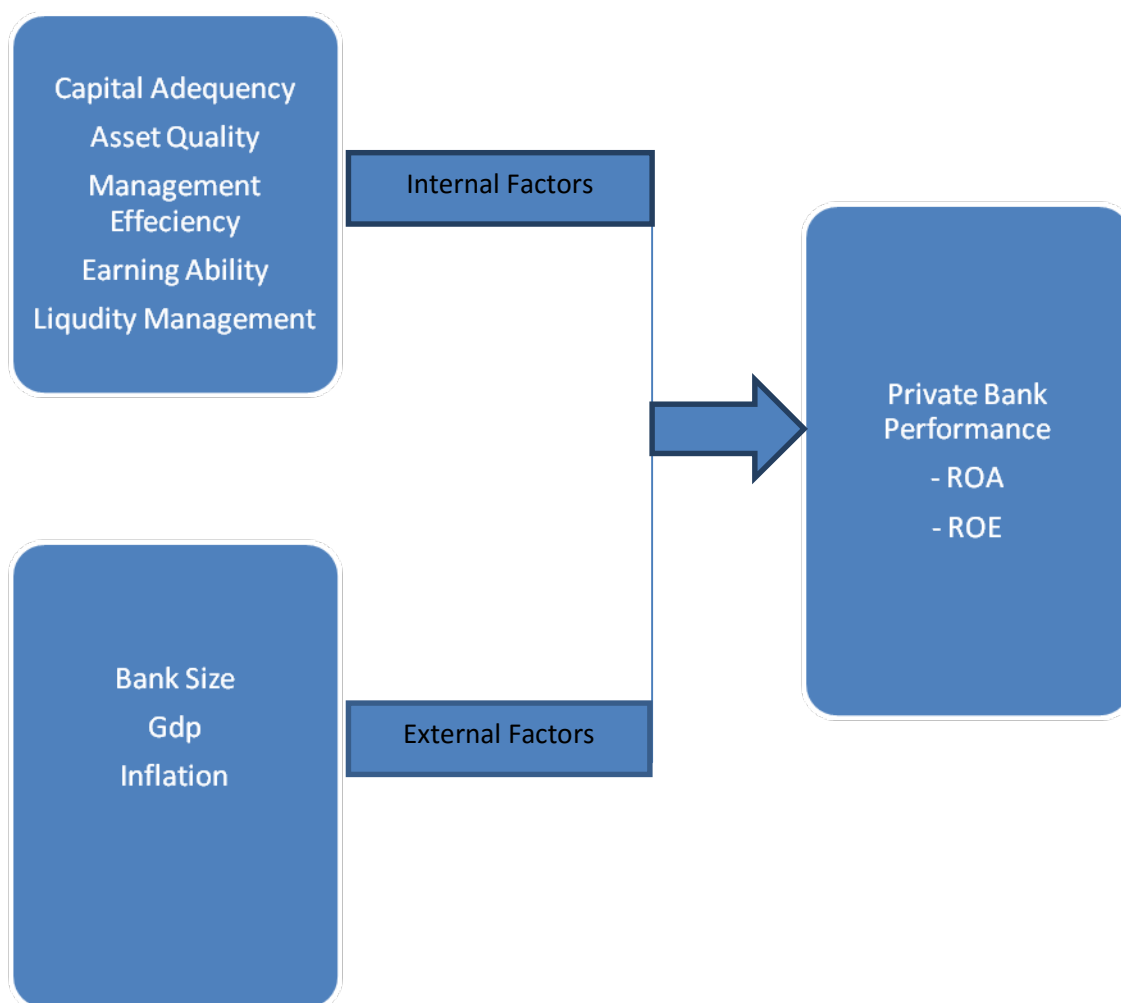 Capital Adequency
Asset Quality
Management
Effeciency
Earning Ability
Liqudity Management
Internal Factors
Private Bank
Performance
- ROA
- ROE
Bank Size
Gdp
Inflation
External Factors